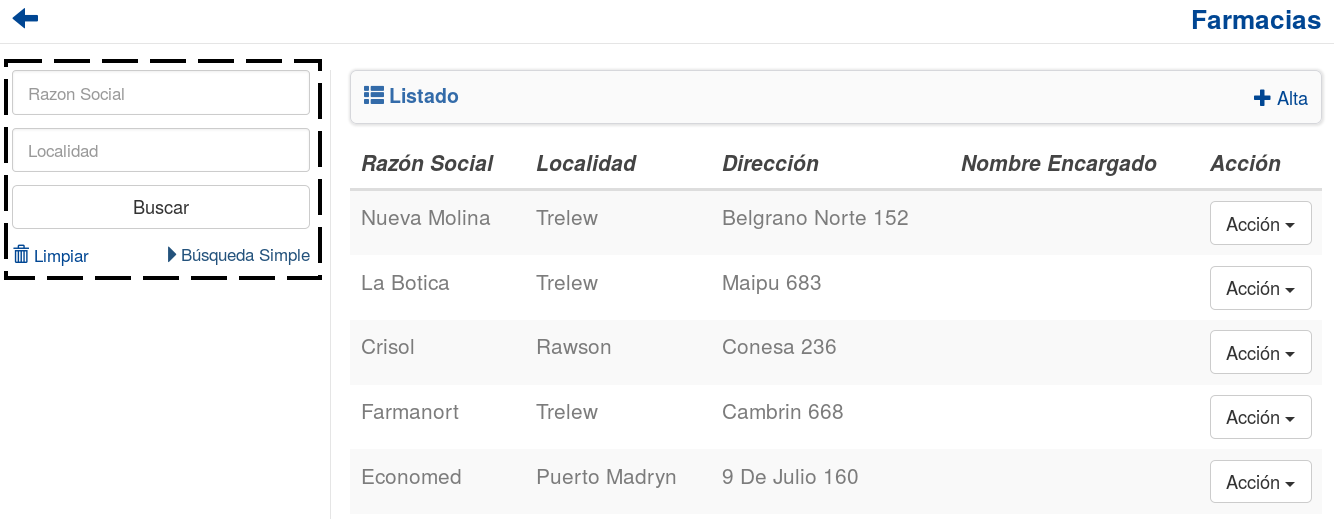 Farmacias
Razon Social
Localidad
Buscar
Limpiar Búsqueda Simple
Listado Alta
Razón Social Localidad Dirección Nombre Encargado Acción
Nueva Molina Trelew Belgrano Norte 152 Acción
La Botica Trelew Maipu 683 Acción
Crisol Rawson Conesa 236 Acción
Farmanort Trelew Cambrin 668 Acción
Economed Puerto Madryn 9 De Julio 160 Acción